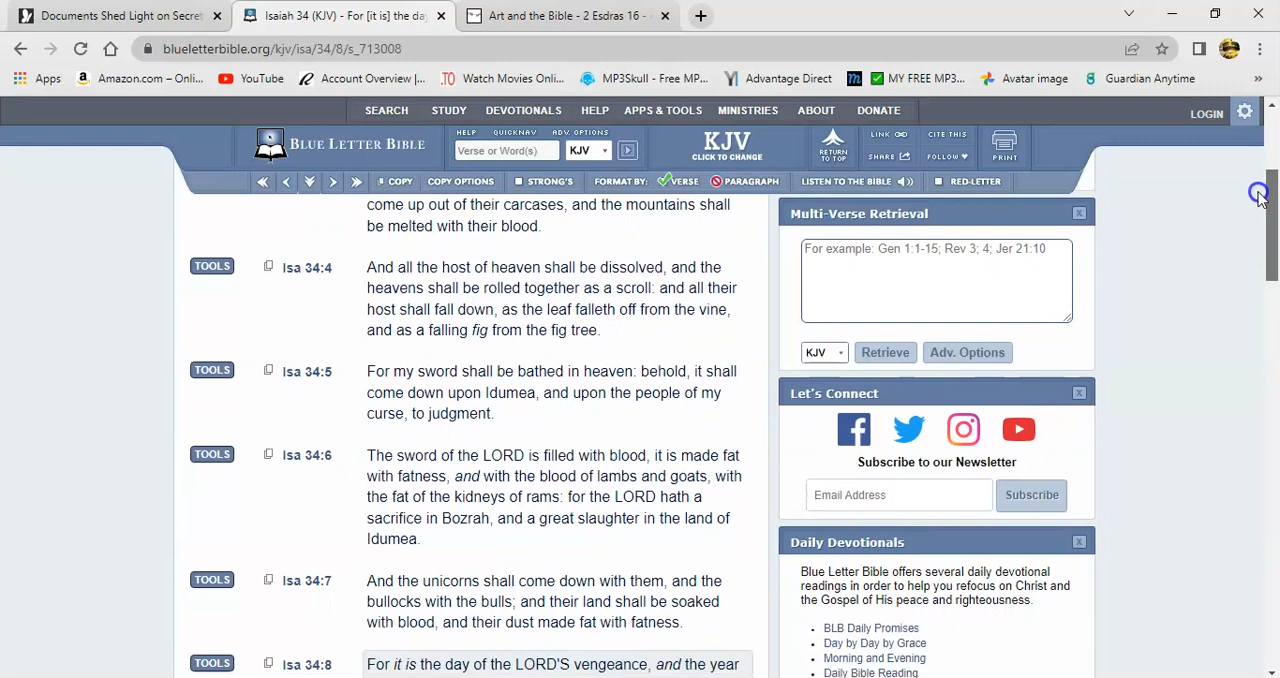 Documents Shed Light on Secret
Isaiah 34 (KJV) - For [it is] the day
Art and the Bible - 2 Esdras 16 -
blueletterbible.org/kjv/isa/34/8/s_713008
Apps
Amazon.com – Onli...
YouTube
Account Overview |...
Watch Movies Onlin...
MP3Skull - Free MP...
Advantage Direct
MY FREE MP3...
Avatar image
Guardian Anytime
»
SEARCH STUDY DEVOTIONALS HELP APPS & TOOLS MINISTRIES ABOUT DONATE
LOGIN
BLUE LETTER BIBLE
HELP QUICKNAV ADV. OPTIONS
Verse or Word(s)
KJV
KJV
CLICK TO CHANGE
RETURN
TO TOP
LINK
CITE THIS
SHARE
FOLLOW
PRINT
COPY COPY OPTIONS STRONG'S FORMAT BY: VERSE PARAGRAPH LISTEN TO THE BIBLE RED-LETTER
come up out of their carcasses, and the mountains shall
be melted with their blood.
TOOLS Isa 34:4 And all the host of heaven shall be dissolved, and the
heavens shall be rolled together as a scroll: and all their
host shall fall down, as the leaf falleth off from the vine,
and as a falling fig from the fig tree.
TOOLS Isa 34:5 For my sword shall be bathed in heaven: behold, it shall
come down upon Idumea, and upon the people of my
curse, to judgment.
TOOLS Isa 34:6 The sword of the LORD is filled with blood, it is made fat
with fatness, and with the blood of lambs and goats, with
the fat of the kidneys of rams: for the LORD hath a
sacrifice in Bozrah, and a great slaughter in the land of
Idumea.
TOOLS Isa 34:7 And the unicorns shall come down with them, and the
bullocks with the bulls; and their land shall be soaked
with blood, and their dust made fat with fatness.
TOOLS Isa 34:8 For it is the day of the LORD'S vengeance, and the year
Multi-Verse Retrieval
For example: Gen 1:1-15; Rev 3; 4; Jer 21:10
KJV
Retrieve
Adv. Options
Let's Connect
Subscribe to our Newsletter
Email Address
Subscribe
Daily Devotionals
Blue Letter Bible offers several daily devotional
readings in order to help you refocus on Christ and
the Gospel of His peace and righteousness.
BLB Daily Promises
Day by Day by Grace
Morning and Evening
Daily Bible Reading